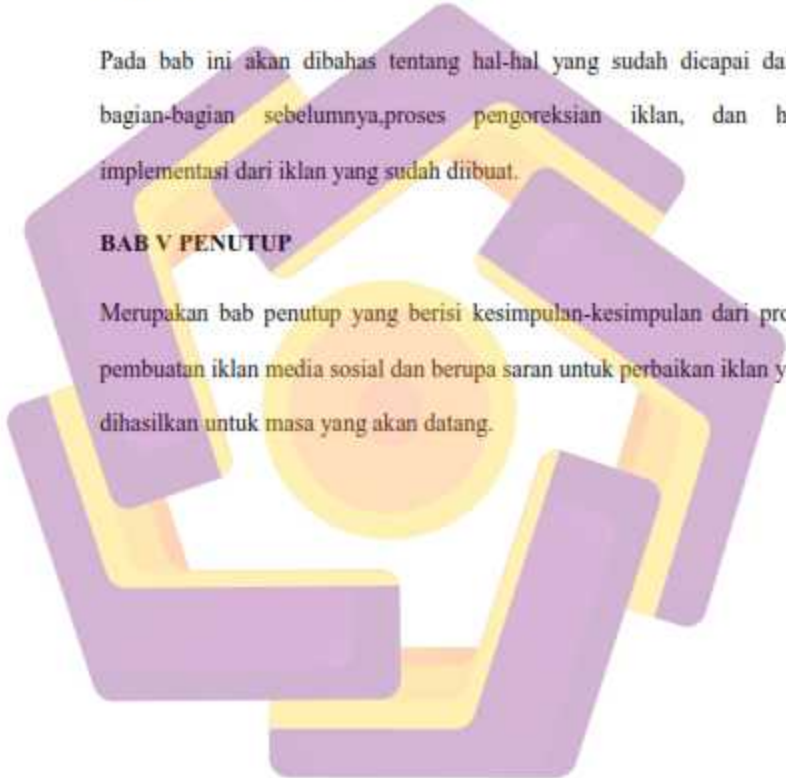 Pada bab ini akan dibahas tentang hal-hal yang sudah dicapai da
bagian-bagian sebelumnya,proses pengoreksian iklan, dan h
implementasi dari iklan yang sudah diibuat.
BAB V PENUTUP
Merupakan bab penutup yang berisi kesimpulan-kesimpulan dari pro
pembuatan iklan media sosial dan berupa saran untuk perbaikan iklan y
dihasilkan untuk masa yang akan datang.